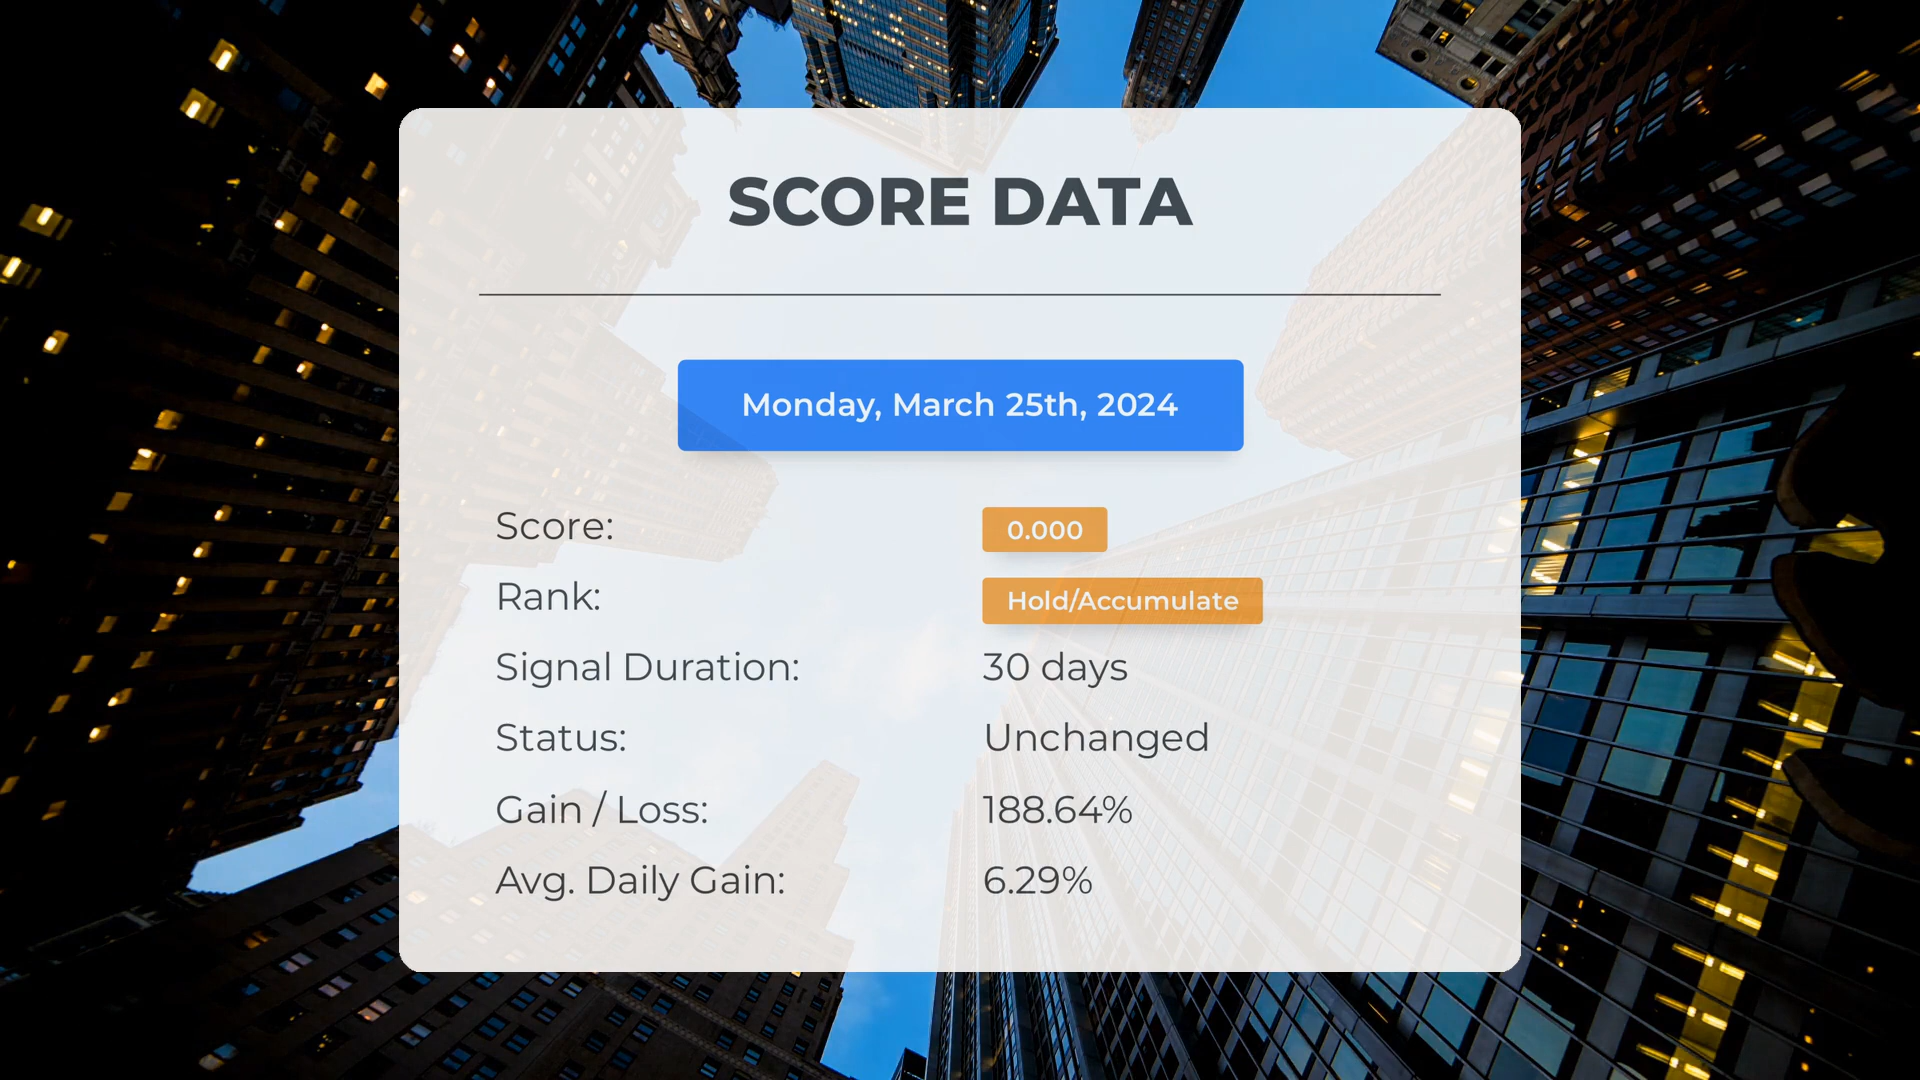 SCORE DATA
Monday, March 25th, 2024
Score: 0.000
Rank: Hold/Accumulate
Signal Duration: 30 days
Status: Unchanged
Gain / Loss: 188.64%
Avg. Daily Gain: 6.29%